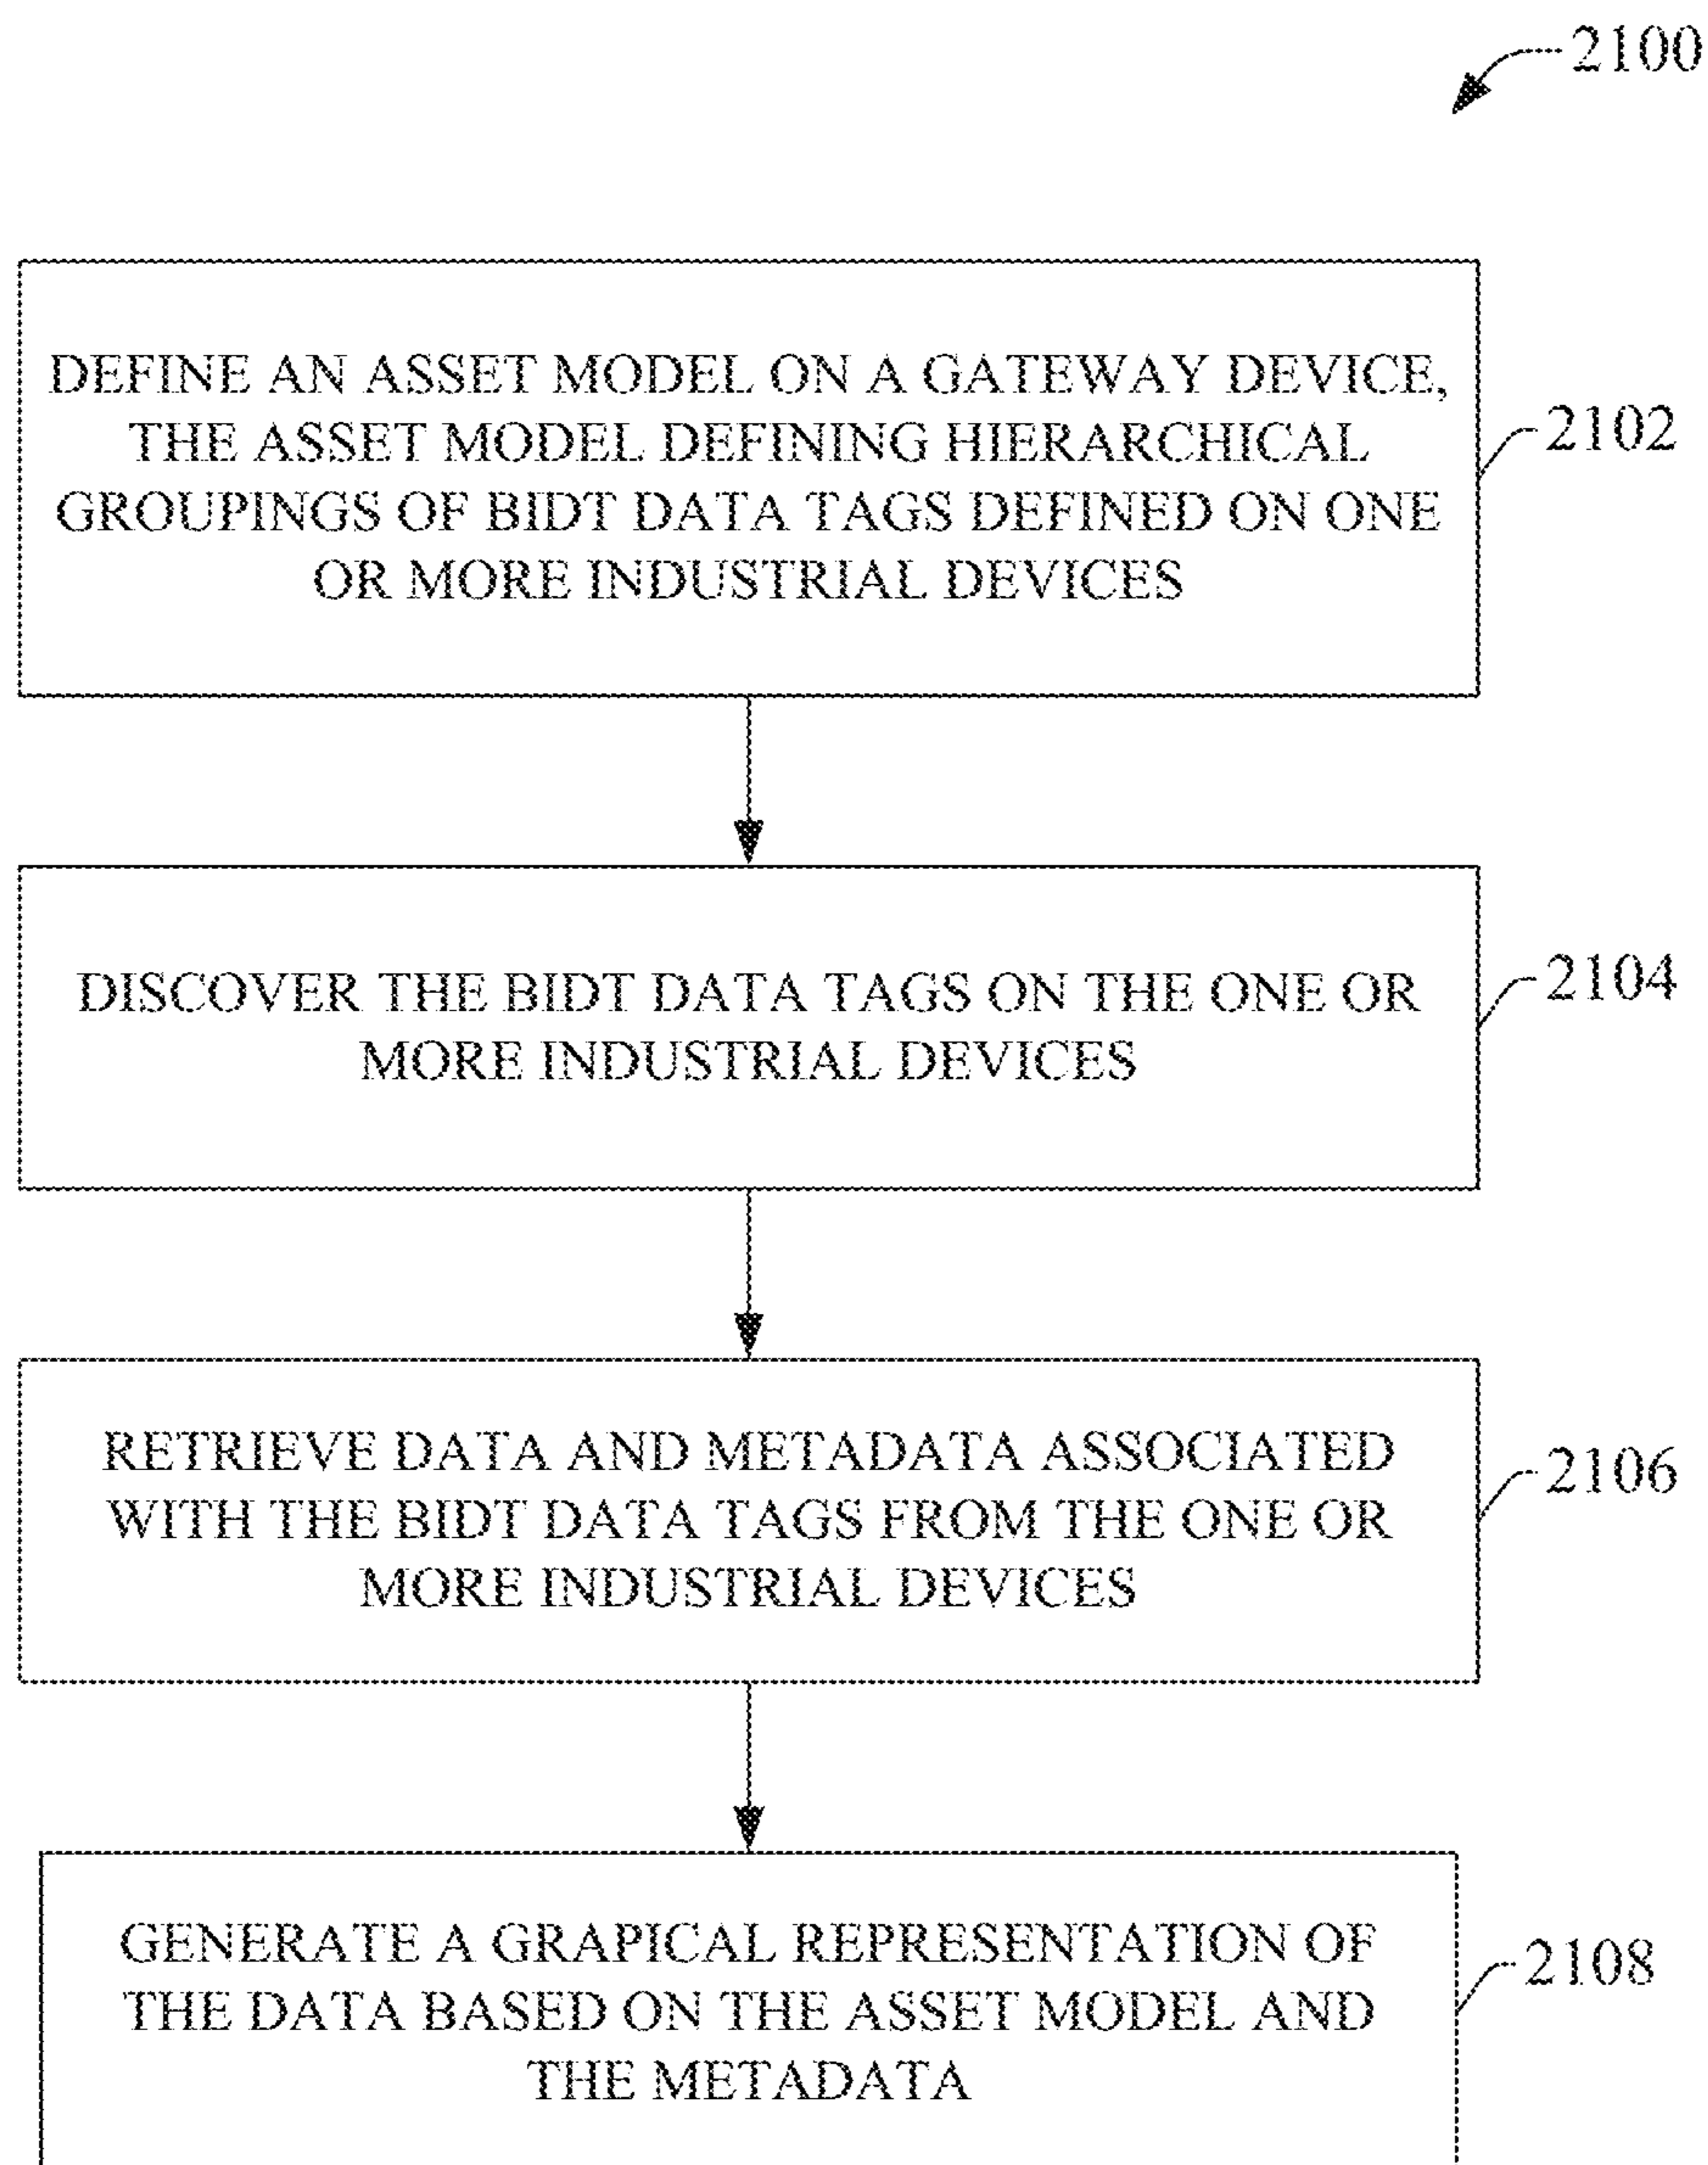 2100
DEFINE AN ASSET MODEL ON A GATEWAY DEVICE,
THE ASSET MODEL DEFINING HIERARCHICAL
GROUPINGS OF BIDT DATA TAGS DEFINED ON ONE
OR MORE INDUSTRIAL DEVICES
2102
DISCOVER THE BIDT DATA TAGS ON THE ONE OR
MORE INDUSTRIAL DEVICES
2104
RETRIEVE DATA AND METADATA ASSOCIATED
WITH THE BIDT DATA TAGS FROM THE ONE OR
MORE INDUSTRIAL DEVICES
2106
GENERATE A GRAPICAL REPRESENTATION OF
THE DATA BASED ON THE ASSET MODEL AND
THE METADATA
2108